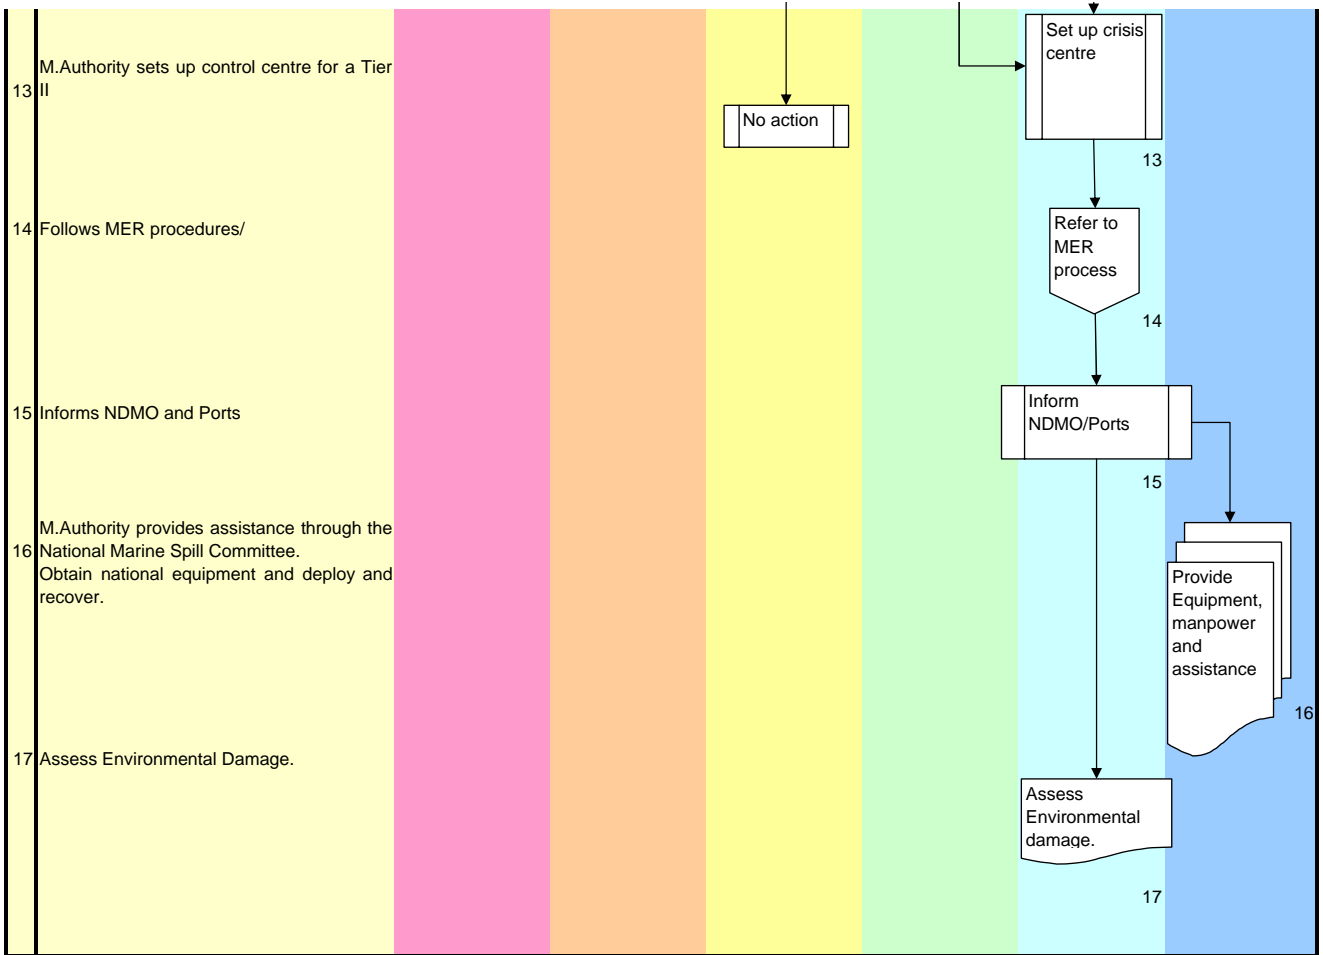 Set up crisis
centre
M.Authority sets up control centre for a Tier
13 II
No action
13
14 Follows MER procedures/
Refer to
MER
process
14
15 Informs NDMO and Ports
Inform
NDMO/Ports
15
M.Authority provides assistance through the
16 National Marine Spill Committee.
Obtain national equipment and deploy and
recover.
Provide
Equipment,
manpower
and
assistance
16
17 Assess Environmental Damage.
Assess
Environmental
damage.
17